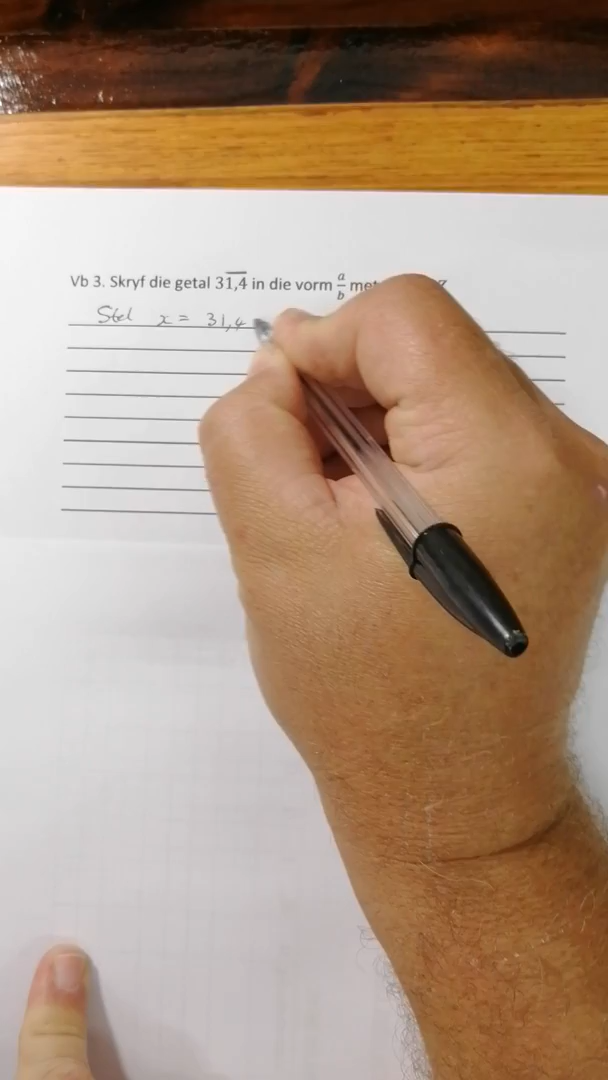 Vb 3. Skryf die getal 31,4 in die vorm a/b met
Stel x = 31,4